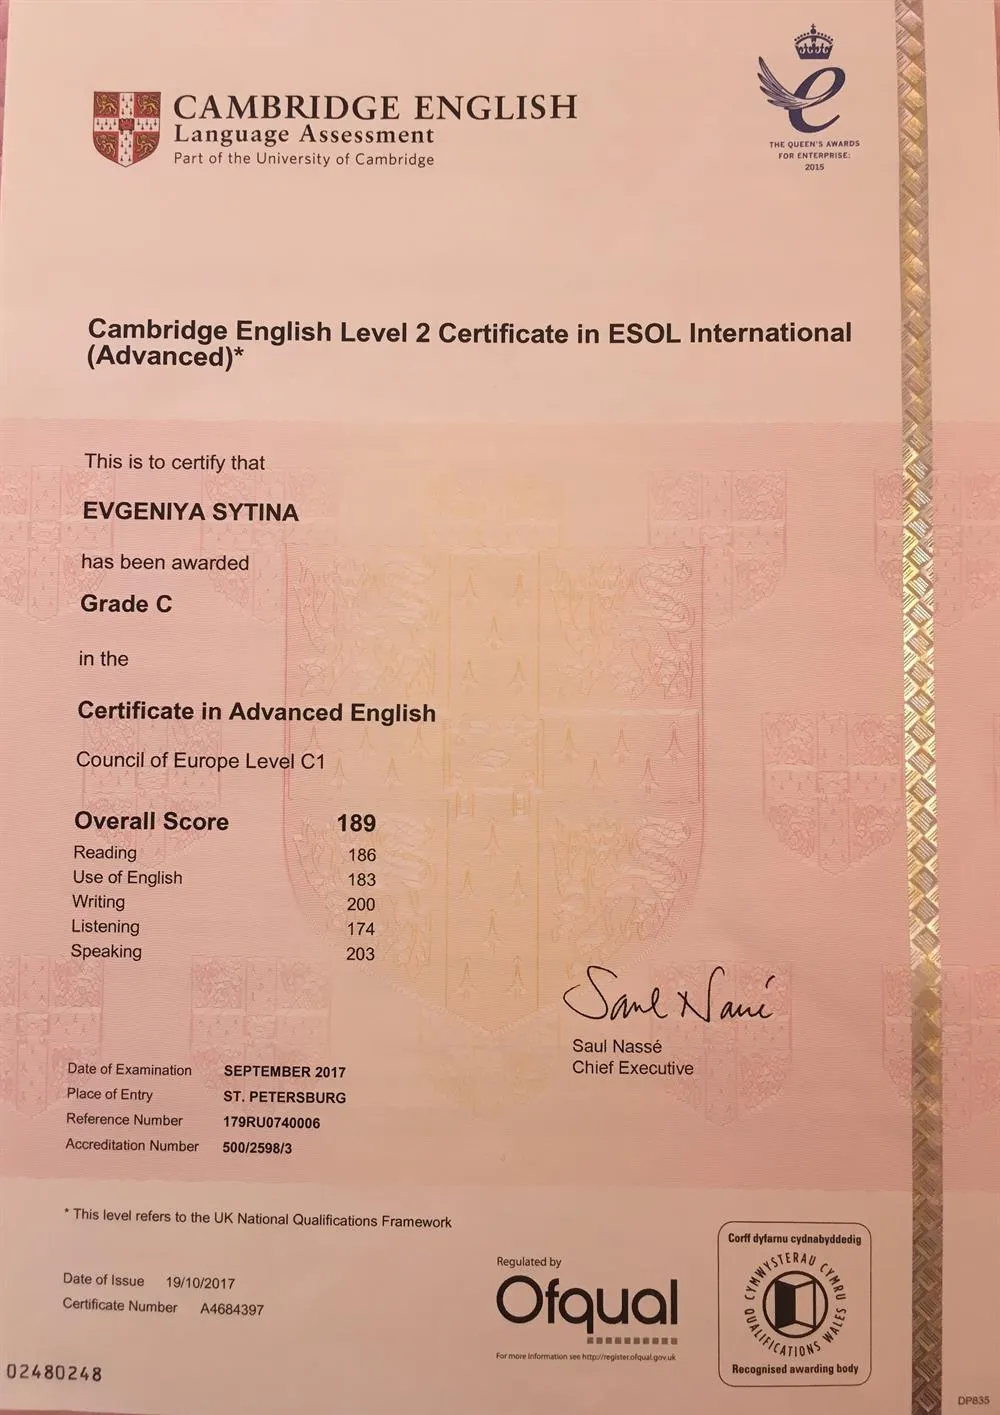 CAMBRIDGE ENGLISH
Language Assessment
Part of the University of Cambridge
THE QUEEN'S AWARDS
FOR ENTERPRISE:
2015
Cambridge English Level 2 Certificate in ESOL International
(Advanced)*
This is to certify that
EVGENIYA SYTINA
has been awarded
Grade C
in the
Certificate in Advanced English
Council of Europe Level C1
Overall Score 189
Reading 186
Use of English 183
Writing 200
Listening 174
Speaking 203
Saul Nassé
Saul Nassé
Chief Executive
Date of Examination SEPTEMBER 2017
Place of Entry ST. PETERSBURG
Reference Number 179RU0740006
Accreditation Number 500/2598/3
* This level refers to the UK National Qualifications Framework
Date of Issue 19/10/2017
Certificate Number A4684397
Regulated by
Ofqual
For more information see http://register.ofqual.gov.uk
Corff dyfarnu cydnabyddedig
CYMWYSTERAU CYMRU
QUALIFICATIONS WALES
Recognised awarding body
02480248
DP835